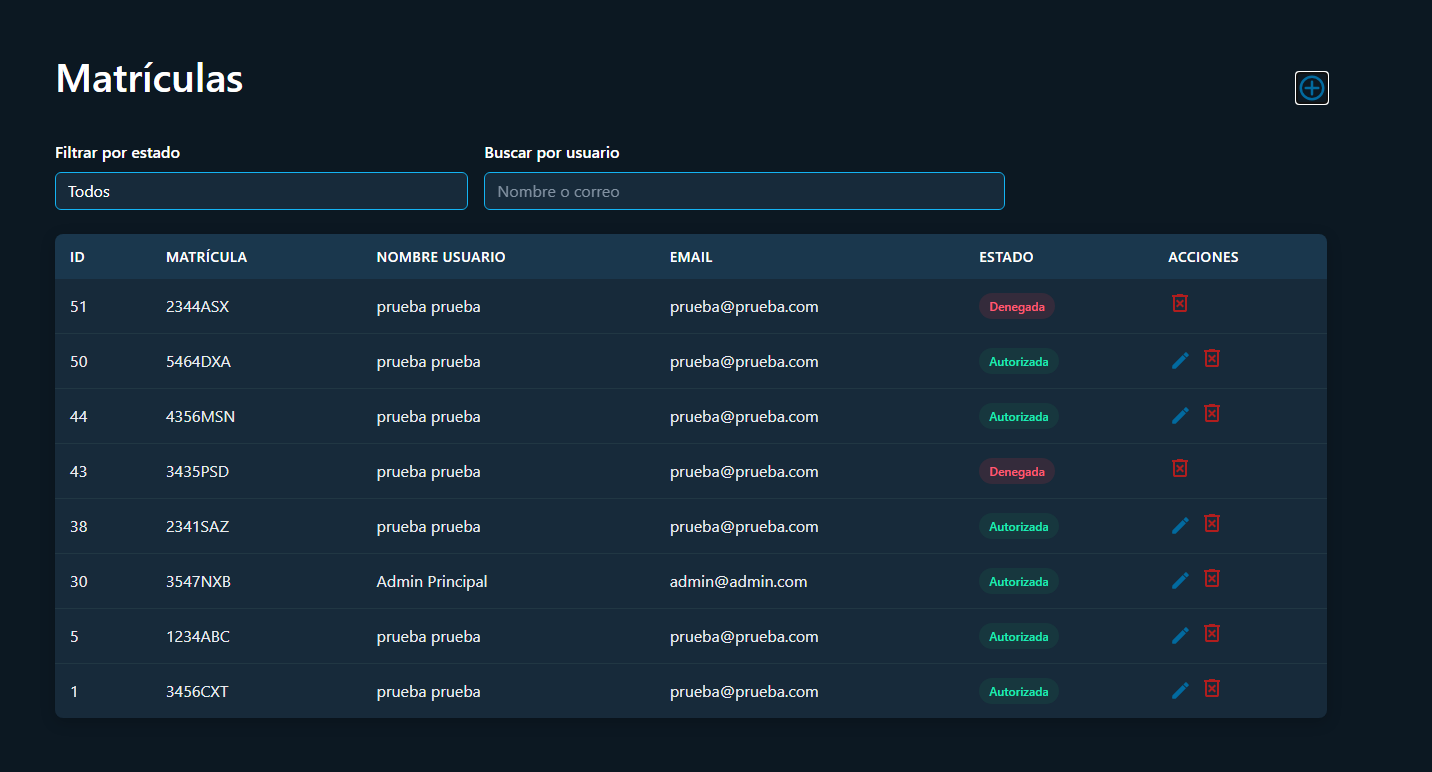 Matrículas
Filtrar por estado Buscar por usuario
Todos Nombre o correo
ID MATRÍCULA NOMBRE USUARIO EMAIL ESTADO ACCIONES
51 2344ASX prueba prueba prueba@prueba.com Denegada
50 5464DXA prueba prueba prueba@prueba.com Autorizada
44 4356MSN prueba prueba prueba@prueba.com Autorizada
43 3435PSD prueba prueba prueba@prueba.com Denegada
38 2341SAZ prueba prueba prueba@prueba.com Autorizada
30 3547NXB Admin Principal admin@admin.com Autorizada
5 1234ABC prueba prueba prueba@prueba.com Autorizada
1 3456CXT prueba prueba prueba@prueba.com Autorizada